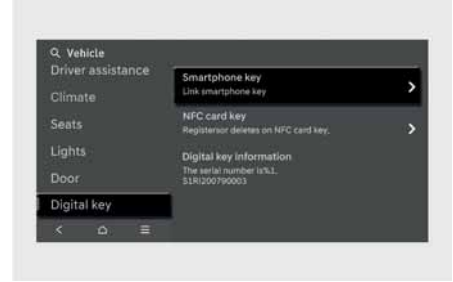 Vehicle
Driver assistance
Climate
Seats
Lights
Door
Digital key
Smartphone key
Link smartphone key
NFC card key
Registersor deletes on NFC card key.
Digital key information
The serial number is%1.
S1RI200790003